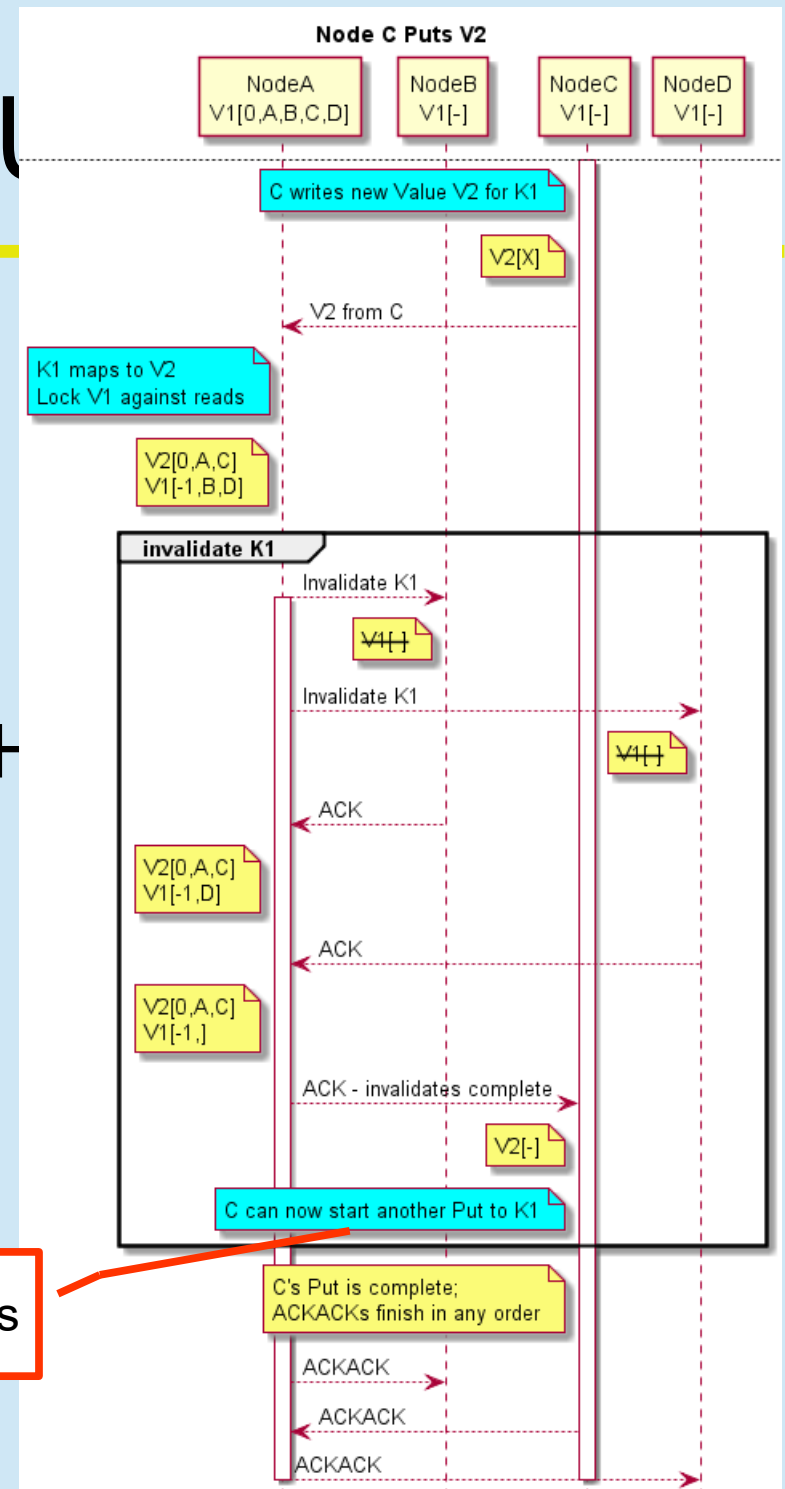 Node C Puts V2
NodeA
V1[0,A,B,C,D]
NodeB
V1[-]
NodeC
V1[-]
NodeD
V1[-]
C writes new Value V2 for K1
V2[X]
V2 from C
K1 maps to V2
Lock V1 against reads
V2[0,A,C]
V1[-1,B,D]
invalidate K1
Invalidate K1
V1[-]
Invalidate K1
V1[-]
ACK
V2[0,A,C]
V1[-1,D]
ACK
V2[0,A,C]
V1[-1,]
ACK - invalidates complete
V2[-]
C can now start another Put to K1
s
C's Put is complete;
ACKACKs finish in any order
ACKACK
ACKACK
ACKACK